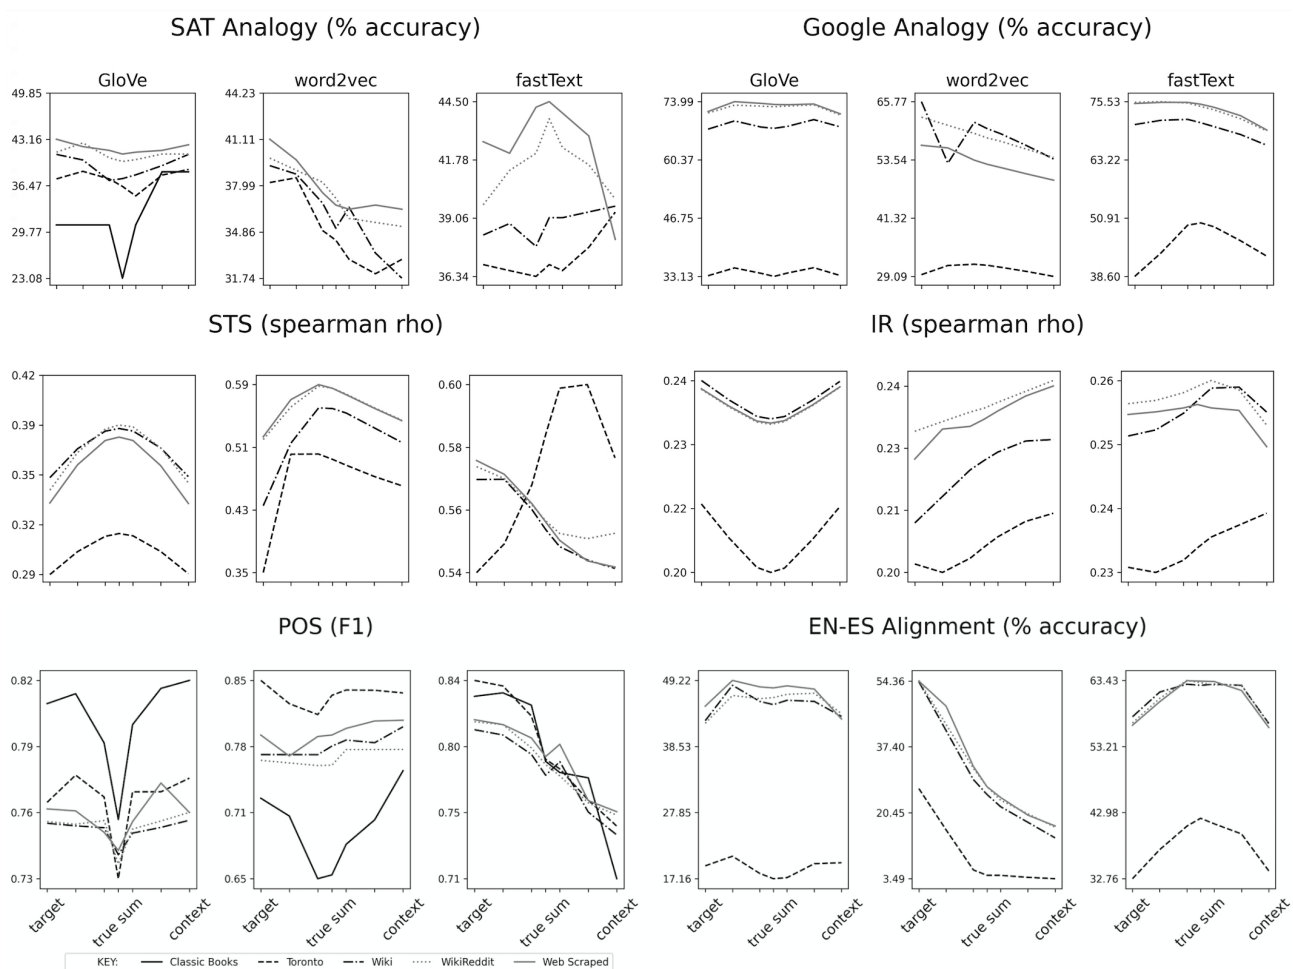 SAT Analogy (% accuracy)
Google Analogy (% accuracy)
GloVe
word2vec
fastText
GloVe
word2vec
fastText
49.85
43.16
36.47
29.77
23.08
44.23
41.11
37.99
34.86
31.74
44.50
41.78
39.06
36.34
73.99
60.37
46.75
33.13
65.77
53.54
41.32
29.09
75.53
63.22
50.91
38.60
STS (spearman rho)
IR (spearman rho)
0.42
0.39
0.35
0.32
0.29
0.59
0.51
0.43
0.35
0.60
0.58
0.56
0.54
0.24
0.23
0.22
0.20
0.24
0.23
0.21
0.20
0.26
0.25
0.24
0.23
POS (F1)
EN-ES Alignment (% accuracy)
0.82
0.79
0.76
0.73
0.85
0.78
0.71
0.65
0.84
0.80
0.75
0.71
49.22
38.53
27.85
17.16
54.36
37.40
20.45
3.49
63.43
53.21
42.98
32.76
target
true sum
context
target
true sum
context
target
true sum
context
target
true sum
context
target
true sum
context
target
true sum
context
KEY: Classic Books Toronto Wiki WikiReddit Web Scraped